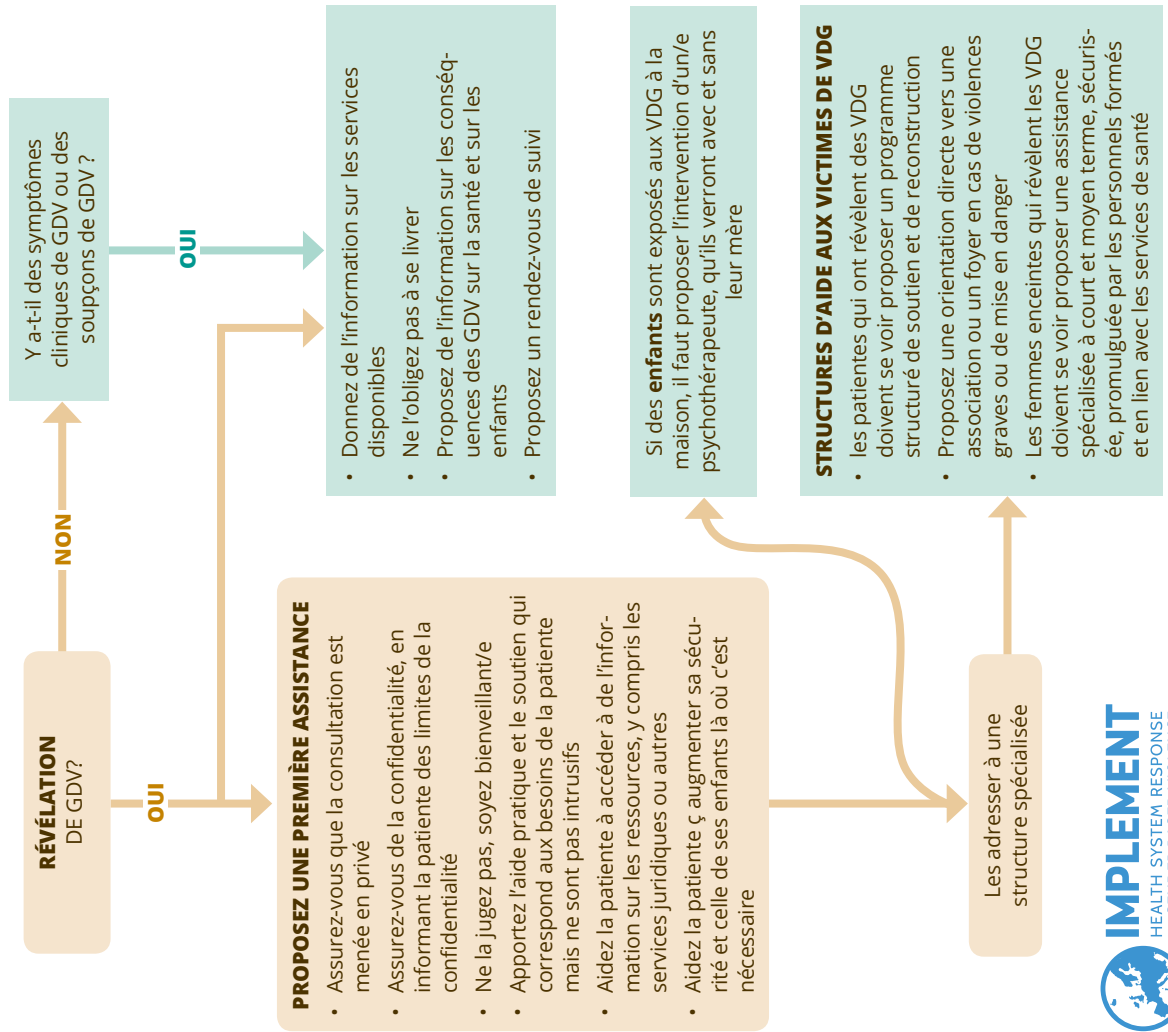 RÉVÉLATION
DE GDV?
NON
Y a-t-il des symptômes
cliniques de GDV ou des
soupçons de GDV ?
OUI
OUI
PROPOSEZ UNE PREMIÈRE ASSISTANCE
• Assurez-vous que la consultation est
menée en privé
• Assurez-vous de la confidentialité, en
informant la patiente des limites de la
confidentialité
• Ne la jugez pas, soyez bienveillant/e
• Apportez l’aide pratique et le soutien qui
correspond aux besoins de la patiente
mais ne sont pas intrusifs
• Aidez la patiente à accéder à de l’infor-
mation sur les ressources, y compris les
services juridiques ou autres
• Aidez la patiente ç augmenter sa sécu-
rité et celle de ses enfants là où c’est
nécessaire
• Donnez de l’information sur les services
disponibles
• Ne l’obligez pas à se livrer
• Proposez de l’information sur les conséq-
uences des GDV sur la santé et sur les
enfants
• Proposez un rendez-vous de suivi
Si des enfants sont exposés aux VDG à la
maison, il faut proposer l’intervention d’un/e
psychothérapeute, qu’ils verront avec et sans
leur mère
Les adresser à une
structure spécialisée
STRUCTURES D’AIDE AUX VICTIMES DE VDG
• les patientes qui ont révèlent des VDG
doivent se voir proposer un programme
structuré de soutien et de reconstruction
• Proposez une orientation directe vers une
association ou un foyer en cas de violences
graves ou de mise en danger
• Les femmes enceintes qui révèlent les VDG
doivent se voir proposer une assistance
spécialisée à court et moyen terme, sécuris-
ée, promulguée par les personnels formés
et en lien avec les services de santé
IMPLEMENT
HEALTH SYSTEM RESPONSE